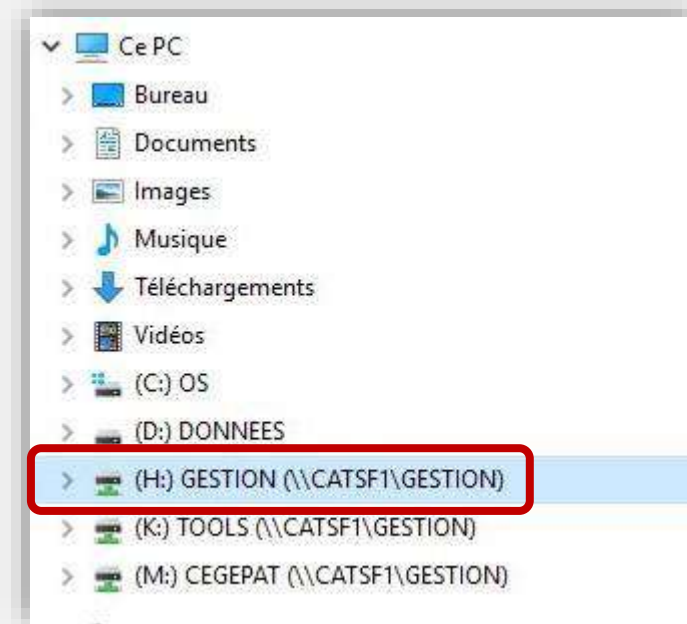 Ce PC
Bureau
Documents
Images
Musique
Téléchargements
Vidéos
(C:) OS
(D:) DONNEES
(H:) GESTION (\\CATSF1\GESTION)
(K:) TOOLS (\\CATSF1\GESTION)
(M:) CEGEPAT (\\CATSF1\GESTION)